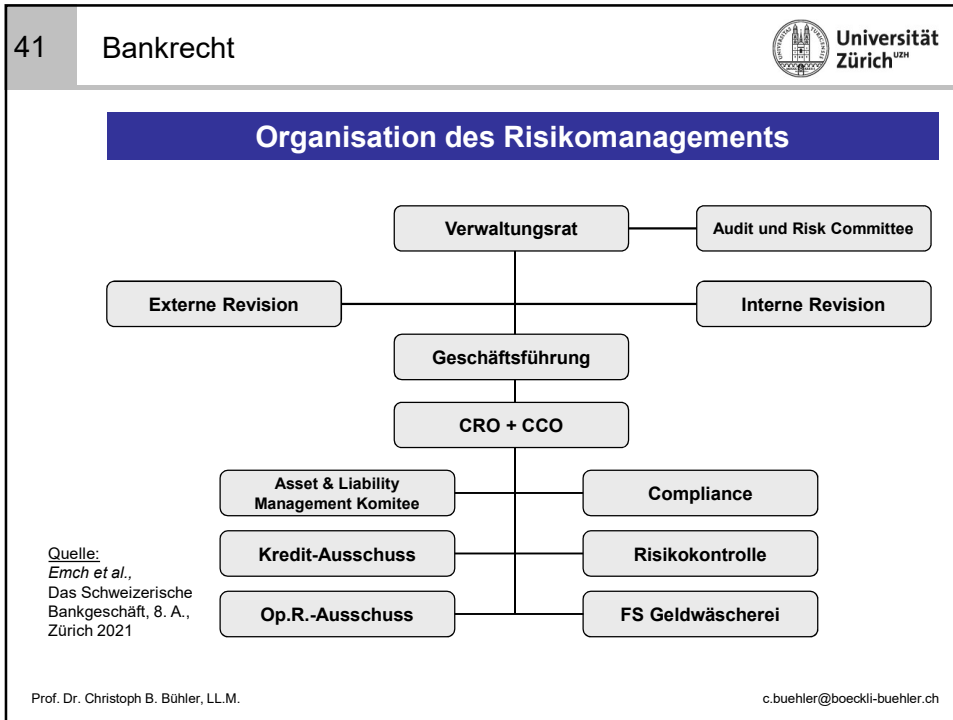 41
Bankrecht
Universität
Zürich UZH
Organisation des Risikomanagements
Verwaltungsrat
Audit und Risk Committee
Externe Revision
Interne Revision
Geschäftsführung
CRO + CCO
Asset & Liability
Management Komitee
Compliance
Kredit-Ausschuss
Risikokontrolle
Op.R.-Ausschuss
FS Geldwäscherei
Quelle:
Emch et al.,
Das Schweizerische
Bankgeschäft, 8. A.,
Zürich 2021
Prof. Dr. Christoph B. Bühler, LL.M.
c.buehler@boeckli-buehler.ch